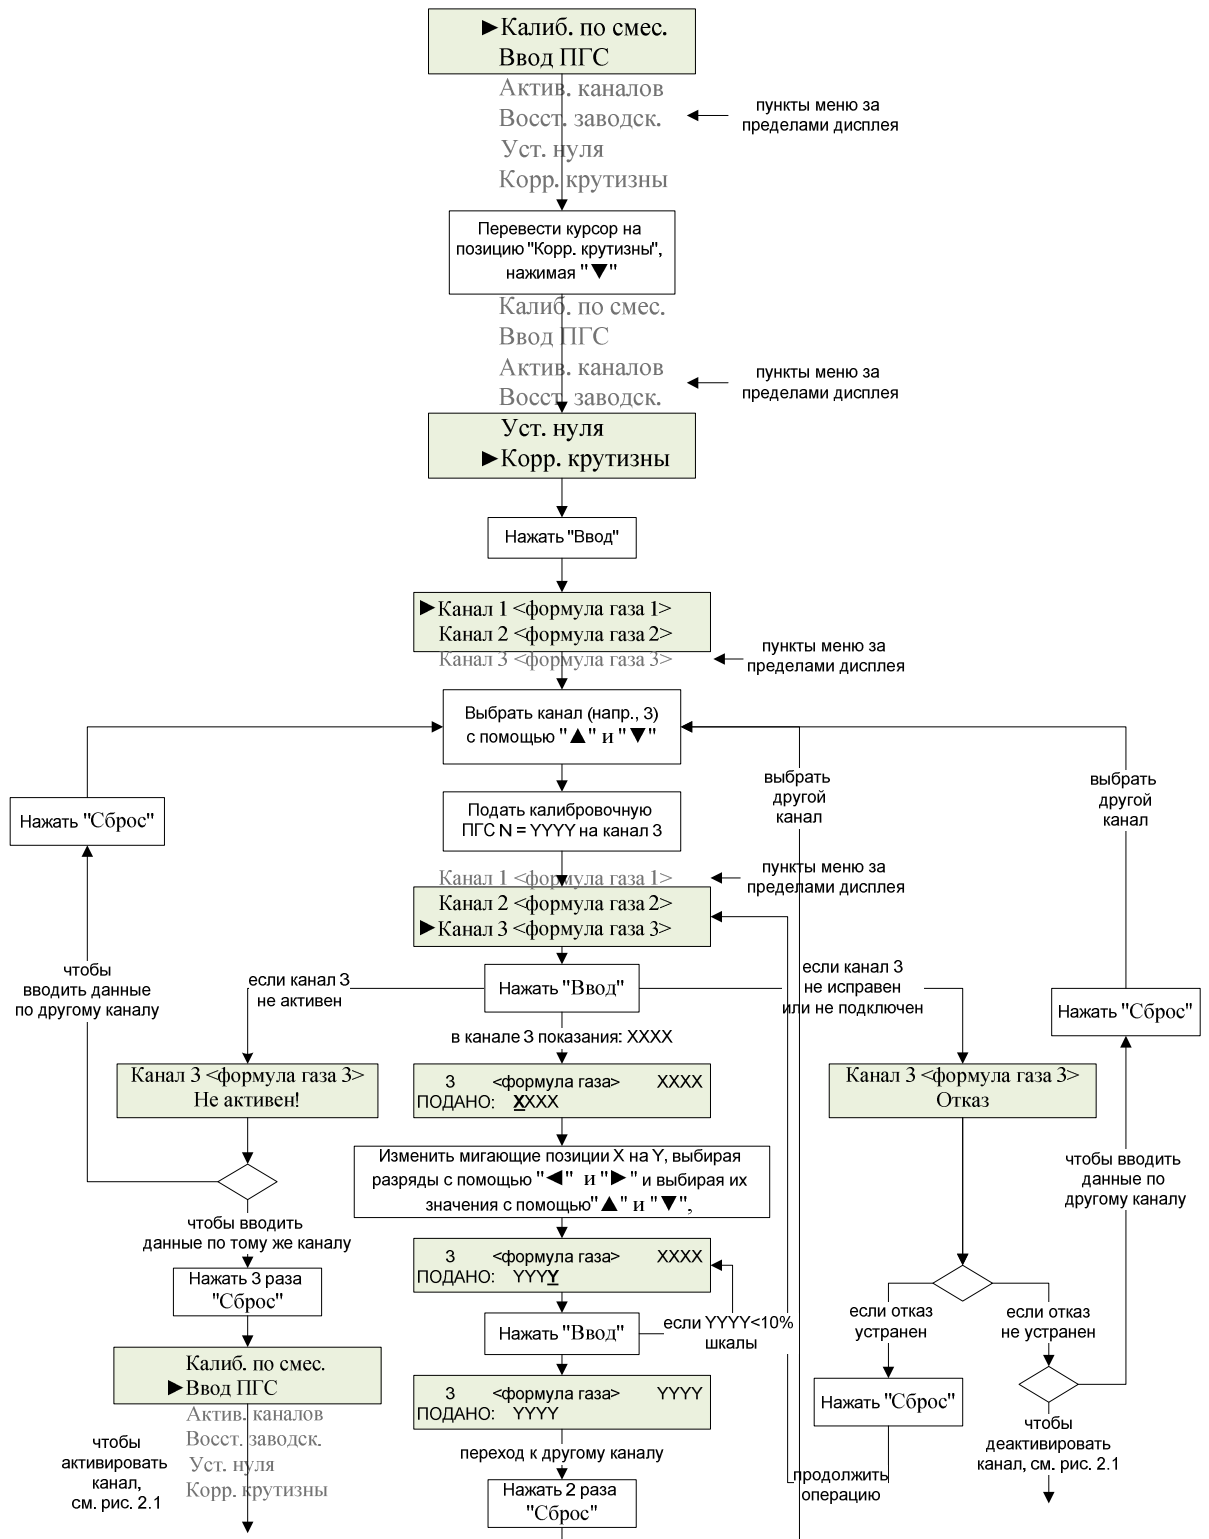 ►Калиб. по смес.
Ввод ПГС
Актив. каналов
Восст. заводск.
Уст. нуля
Корр. крутизны
пункты меню за
пределами дисплея
Перевести курсор на
позицию "Корр. крутизны",
нажимая "▼"
Калиб. по смес.
Ввод ПГС
Актив. каналов
Восст. заводск.
пункты меню за
пределами дисплея
Уст. нуля
►Корр. крутизны
Нажать "Ввод"
►Канал 1 <формула газа 1>
Канал 2 <формула газа 2>
Канал 3 <формула газа 3>
пункты меню за
пределами дисплея
Выбрать канал (напр., 3)
с помощью "▲" и "▼"
Нажать "Сброс"
Подать калибровочную
ПГС N = YYYY на канал 3
выбрать
другой
канал
выбрать
другой
канал
Канал 1 <формула газа 1>
Канал 2 <формула газа 2>
►Канал 3 <формула газа 3>
пункты меню за
пределами дисплея
чтобы
вводить данные
по другому каналу
если канал 3
не активен
Нажать "Ввод"
если канал 3
не исправен
или не подключен
Нажать "Сброс"
в канале 3 показания: XXXX
Канал 3 <формула газа 3>
Не активен!
3 <формула газа> XXXX
ПОДАНО: XXXX
Канал 3 <формула газа 3>
Отказ
Изменить мигающие позиции X на Y, выбирая
разряды с помощью "◄" и "►" и выбирая их
значения с помощью"▲" и "▼",
чтобы вводить
данные по
другому каналу
чтобы вводить
данные по тому же каналу
3 <формула газа> XXXX
ПОДАНО: YYYY
Нажать 3 раза
"Сброс"
Нажать "Ввод"
если YYYY<10%
шкалы
если отказ
устранен
если отказ
не устранен
Калиб. по смес.
►Ввод ПГС
Актив. каналов
Восст. заводск.
Уст. нуля
Корр. крутизны
3 <формула газа> YYYY
ПОДАНО: YYYY
Нажать "Сброс"
чтобы
активировать
канал,
см. рис. 2.1
переход к другому каналу
Нажать 2 раза
"Сброс"
продолжить
операцию
чтобы
деактивировать
канал, см. рис. 2.1